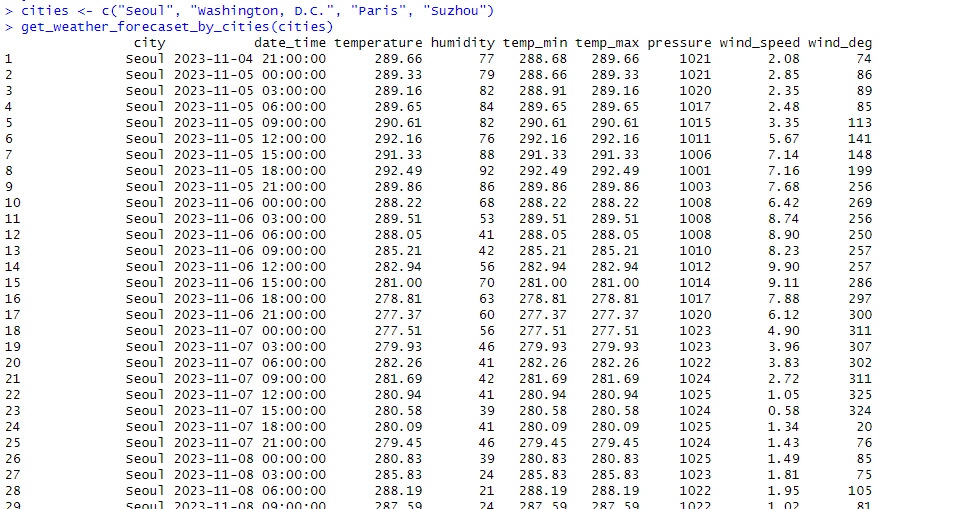 > cities <- c("Seoul", "Washington, D.C.", "Paris", "Suzhou")
> get_weather_forecaset_by_cities(cities)
city date_time temperature humidity temp_min temp_max pressure wind_speed wind_deg
1 Seoul 2023-11-04 21:00:00 289.66 77 288.68 289.66 1021 2.08 74
2 Seoul 2023-11-05 00:00:00 289.33 79 288.66 289.33 1021 2.85 86
3 Seoul 2023-11-05 03:00:00 289.16 82 288.91 289.16 1020 2.35 89
4 Seoul 2023-11-05 06:00:00 289.65 84 289.65 289.65 1017 2.48 85
5 Seoul 2023-11-05 09:00:00 290.61 82 290.61 290.61 1015 3.35 113
6 Seoul 2023-11-05 12:00:00 292.16 76 292.16 292.16 1011 5.67 141
7 Seoul 2023-11-05 15:00:00 291.33 88 291.33 291.33 1006 7.14 148
8 Seoul 2023-11-05 18:00:00 292.49 92 292.49 292.49 1001 7.16 199
9 Seoul 2023-11-05 21:00:00 289.86 86 289.86 289.86 1003 7.68 256
10 Seoul 2023-11-06 00:00:00 288.22 68 288.22 288.22 1008 6.42 269
11 Seoul 2023-11-06 03:00:00 289.51 53 289.51 289.51 1008 8.74 256
12 Seoul 2023-11-06 06:00:00 288.05 41 288.05 288.05 1008 8.90 250
13 Seoul 2023-11-06 09:00:00 285.21 42 285.21 285.21 1010 8.23 257
14 Seoul 2023-11-06 12:00:00 282.94 56 282.94 282.94 1012 9.90 257
15 Seoul 2023-11-06 15:00:00 281.00 70 281.00 281.00 1014 9.11 286
16 Seoul 2023-11-06 18:00:00 278.81 63 278.81 278.81 1017 7.88 297
17 Seoul 2023-11-06 21:00:00 277.37 60 277.37 277.37 1020 6.12 300
18 Seoul 2023-11-07 00:00:00 277.51 56 277.51 277.51 1023 4.90 311
19 Seoul 2023-11-07 03:00:00 279.93 46 279.93 279.93 1023 3.96 307
20 Seoul 2023-11-07 06:00:00 282.26 41 282.26 282.26 1022 3.83 302
21 Seoul 2023-11-07 09:00:00 281.69 42 281.69 281.69 1024 2.72 311
22 Seoul 2023-11-07 12:00:00 280.94 41 280.94 280.94 1025 1.05 325
23 Seoul 2023-11-07 15:00:00 280.58 39 280.58 280.58 1024 0.58 324
24 Seoul 2023-11-07 18:00:00 280.09 41 280.09 280.09 1025 1.34 20
25 Seoul 2023-11-07 21:00:00 279.45 46 279.45 279.45 1024 1.43 76
26 Seoul 2023-11-08 00:00:00 280.83 39 280.83 280.83 1025 1.49 85
27 Seoul 2023-11-08 03:00:00 285.83 24 285.83 285.83 1023 1.81 75
28 Seoul 2023-11-08 06:00:00 288.19 21 288.19 288.19 1022 1.95 105
29 Seoul 2023-11-08 09:00:00 287.59 24 287.59 287.59 1022 1.02 81